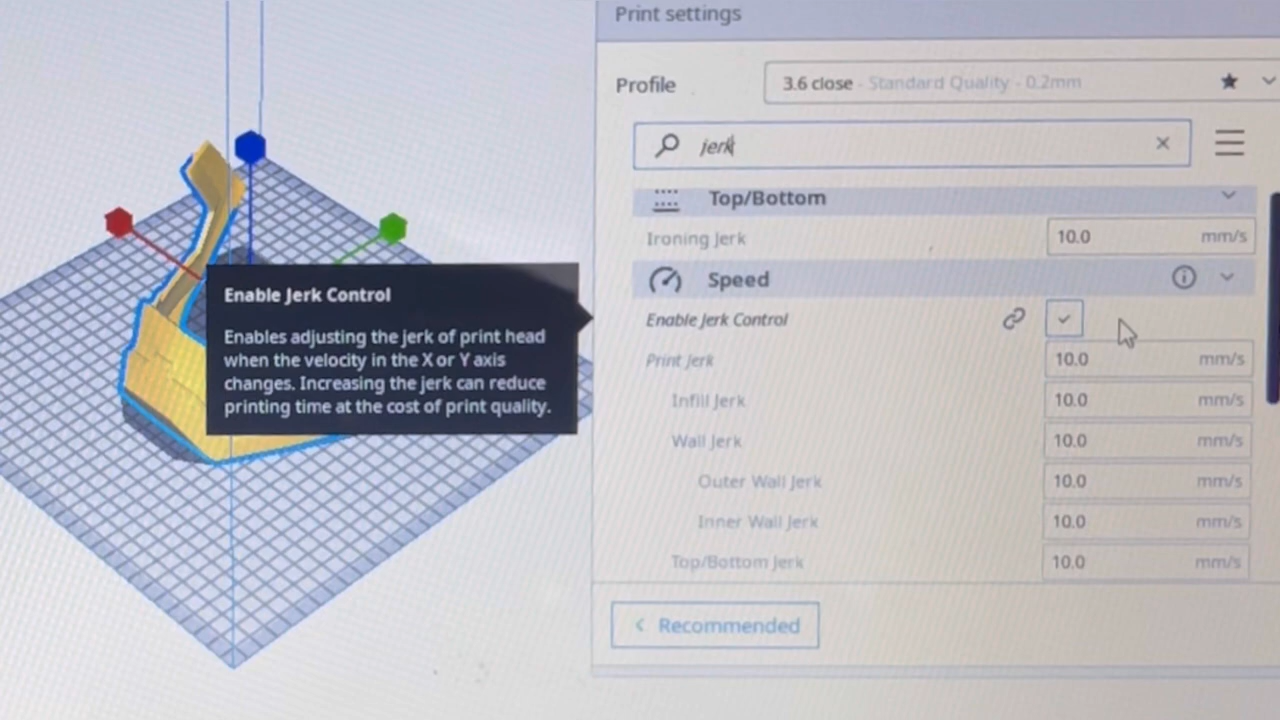 Print settings
Profile
3.6 close - Standard Quality - 0.2mm
jerk
Top/Bottom
Ironing Jerk 10.0 mm/s
Speed
Enable Jerk Control
Print Jerk 10.0 mm/s
Infill Jerk 10.0 mm/s
Wall Jerk 10.0 mm/s
Outer Wall Jerk 10.0 mm/s
Inner Wall Jerk 10.0 mm/s
Top/Bottom Jerk 10.0 mm/s
Recommended
Enable Jerk Control
Enables adjusting the jerk of print head
when the velocity in the X or Y axis
changes. Increasing the jerk can reduce
printing time at the cost of print quality.